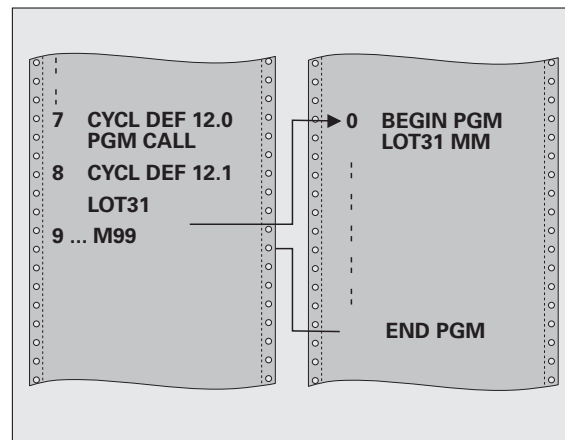 7 CYCL DEF 12.0
PGM CALL
8 CYCL DEF 12.1
LOT31
9 ... M99
0 BEGIN PGM
LOT31 MM
END PGM